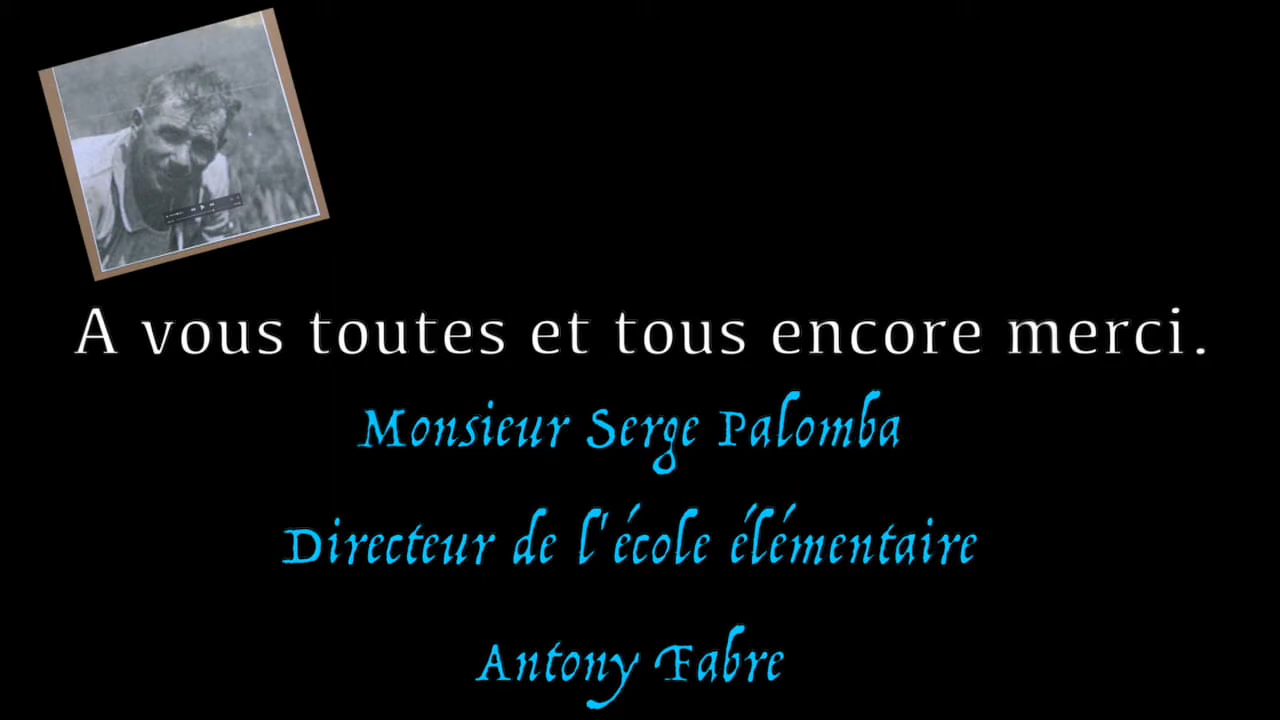 A vous toutes et tous encore merci.
Monsieur Serge Palomba
Directeur de l'école élémentaire
Antony Fabre